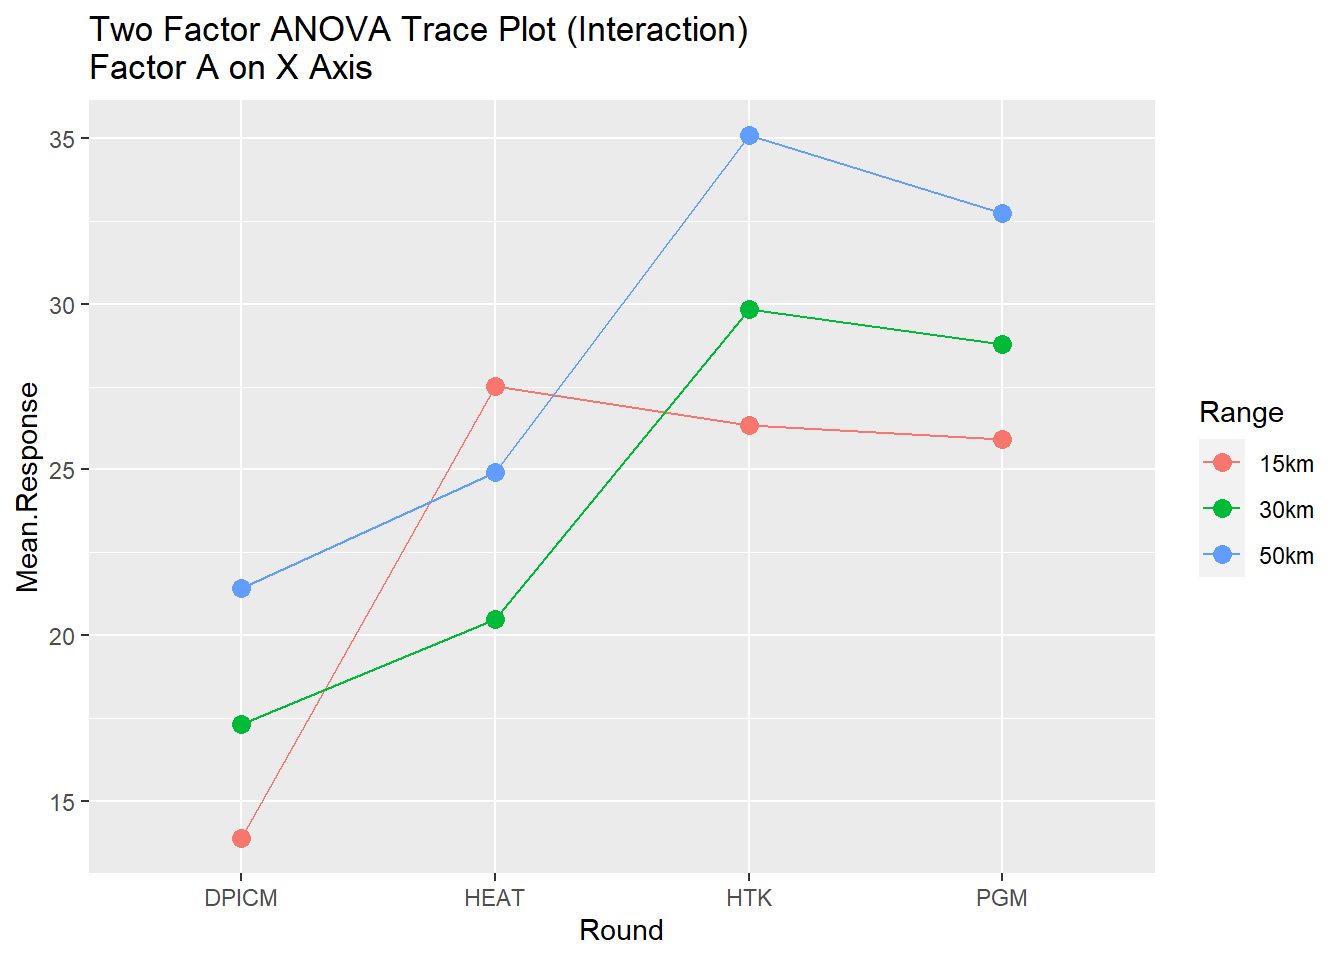 Two Factor ANOVA Trace Plot (Interaction)
Factor A on X Axis
Mean.Response
35
30
25
20
15
DPICM
HEAT
HTK
PGM
Round
Range
15km
30km
50km